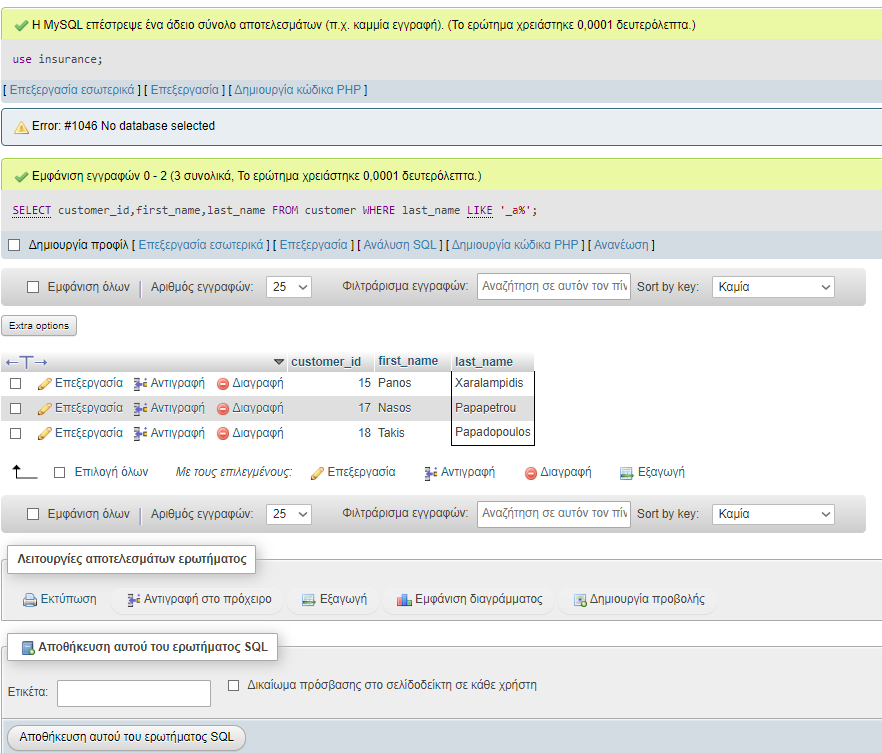 Η MySQL επέστρεψε ένα άδειο σύνολο αποτελεσμάτων (π.χ. καμμία εγγραφή). (Το ερώτημα χρειάστηκε 0,0001 δευτερόλεπτα.)
use insurance;
[ Επεξεργασία εσωτερικά ] [ Επεξεργασία ] [ Δημιουργία κώδικα PHP ]
Error: #1046 No database selected
Εμφάνιση εγγραφών 0 - 2 (3 συνολικά, Το ερώτημα χρειάστηκε 0,0001 δευτερόλεπτα.)
SELECT customer_id,first_name,last_name FROM customer WHERE last_name LIKE '_a%';
Δημιουργία προφίλ [ Επεξεργασία εσωτερικά ] [ Επεξεργασία ] [ Ανάλυση SQL ] [ Δημιουργία κώδικα PHP ] [ Ανανέωση ]
Εμφάνιση όλων | Αριθμός εγγραφών: 25 Φιλτράρισμα εγγραφών: Αναζήτηση σε αυτόν τον πίν Sort by key: Καμία
Extra options
←T→ customer_id first_name last_name
Επεξεργασία Αντιγραφή Διαγραφή 15 Panos Xaralampidis
Επεξεργασία Αντιγραφή Διαγραφή 17 Nasos Papapetrou
Επεξεργασία Αντιγραφή Διαγραφή 18 Takis Papadopoulos
Επιλογή όλων Με τους επιλεγμένους: Επεξεργασία Αντιγραφή Διαγραφή Εξαγωγή
Εμφάνιση όλων | Αριθμός εγγραφών: 25 Φιλτράρισμα εγγραφών: Αναζήτηση σε αυτόν τον πίν Sort by key: Καμία
Λειτουργίες αποτελεσμάτων ερωτήματος
Εκτύπωση Αντιγραφή στο πρόχειρο Εξαγωγή Εμφάνιση διαγράμματος Δημιουργία προβολής
Αποθήκευση αυτού του ερωτήματος SQL
Ετικέτα: Δικαίωμα πρόσβασης στο σελιδοδείκτη σε κάθε χρήστη
Αποθήκευση αυτού του ερωτήματος SQL